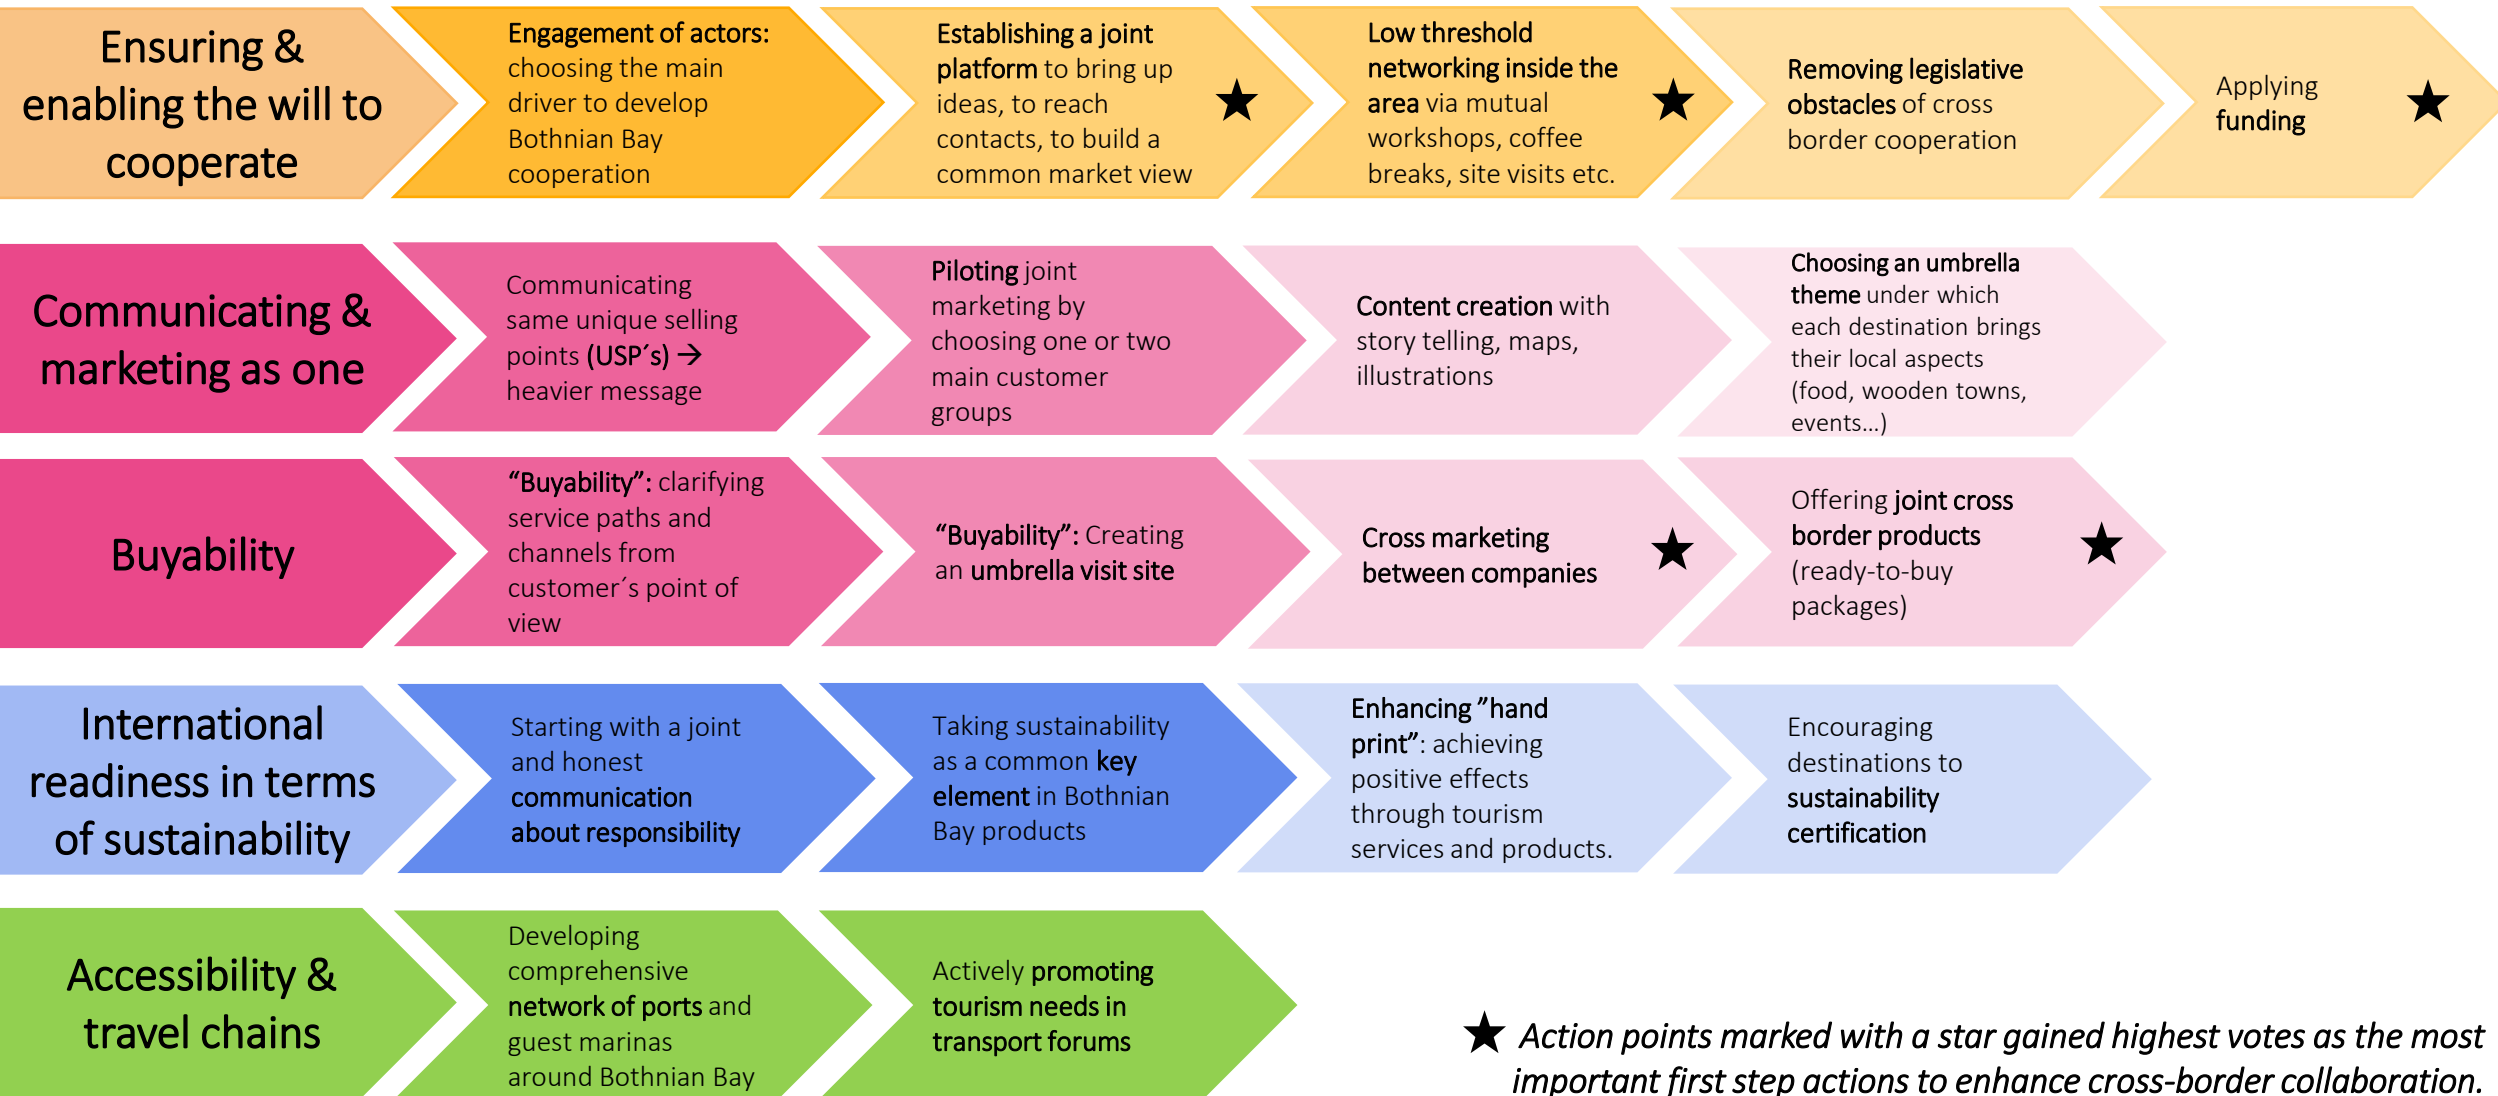 Ensuring &
enabling the will to
cooperate
Engagement of actors:
choosing the main
driver to develop
Bothnian Bay
cooperation
Establishing a joint
platform to bring up
ideas, to reach
contacts, to build a
common market view
Low threshold
networking inside the
area via mutual
workshops, coffee
breaks, site visits etc.
Removing legislative
obstacles of cross
border cooperation
Applying
funding
Communicating &
marketing as one
Communicating
same unique selling
points (USP´s) →
heavier message
Piloting joint
marketing by
choosing one or two
main customer
groups
Content creation with
story telling, maps,
illustrations
Choosing an umbrella
theme under which
each destination brings
their local aspects
(food, wooden towns,
events…)
Buyability
“Buyability”: clarifying
service paths and
channels from
customer´s point of
view
“Buyability”: Creating
an umbrella visit site
Cross marketing
between companies
Offering joint cross
border products
(ready-to-buy
packages)
International
readiness in terms
of sustainability
Starting with a joint
and honest
communication
about responsibility
Taking sustainability
as a common key
element in Bothnian
Bay products
Enhancing ”hand
print”: achieving
positive effects
through tourism
services and products.
Encouraging
destinations to
sustainability
certification
Accessibility &
travel chains
Developing
comprehensive
network of ports and
guest marinas
around Bothnian Bay
Actively promoting
tourism needs in
transport forums
★ Action points marked with a star gained highest votes as the most
important first step actions to enhance cross-border collaboration.